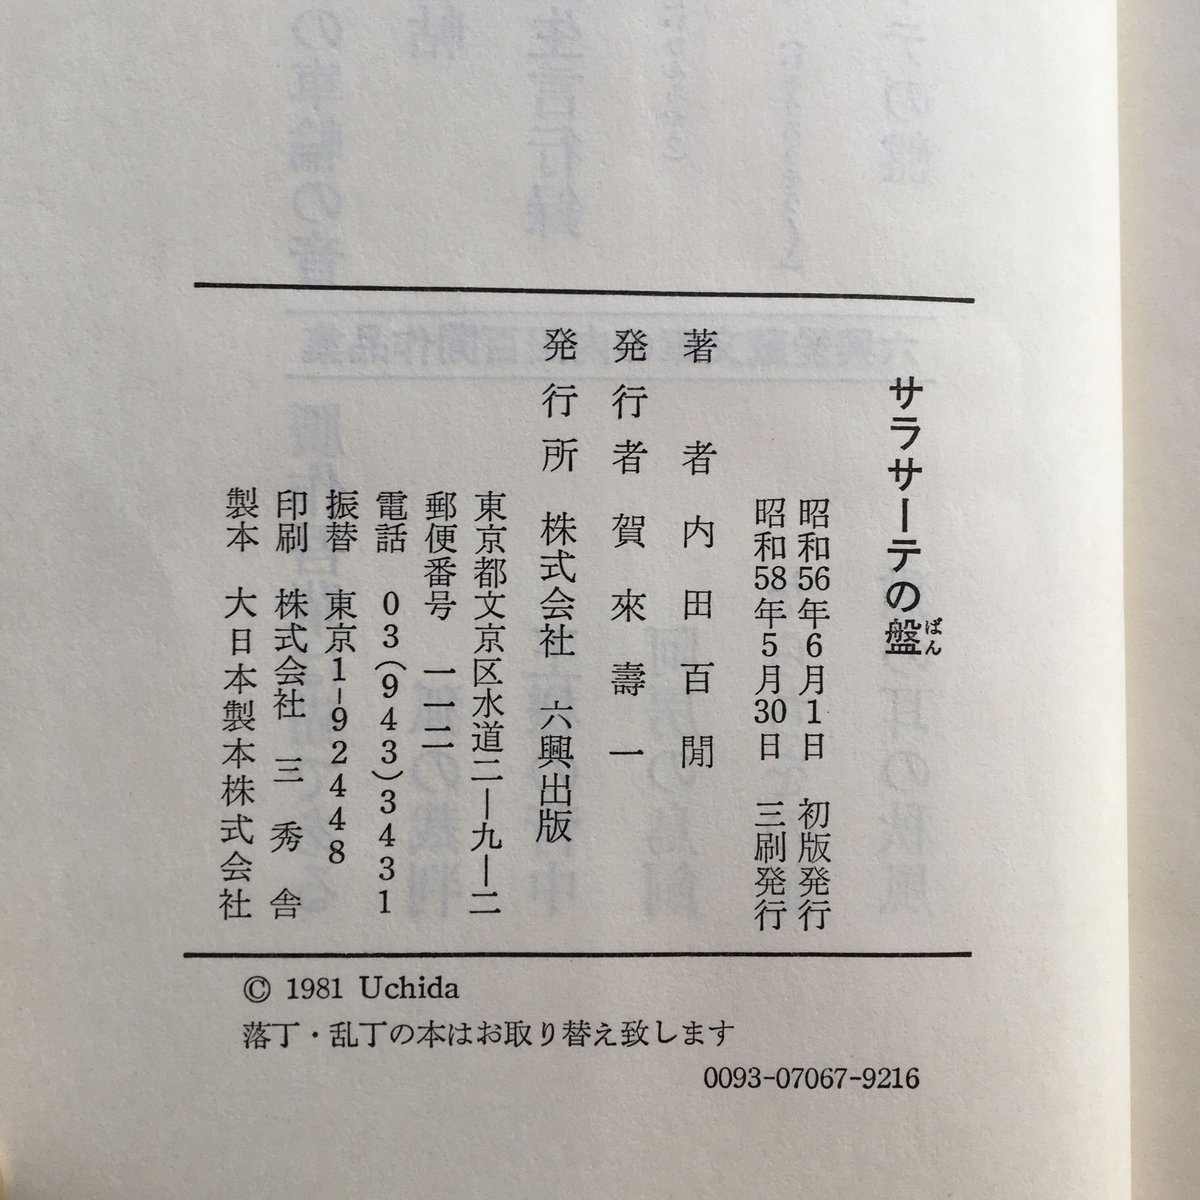 サラサーテの盤
ばん
昭和56年6月1日 初版発行
昭和58年5月30日 三刷発行
著者 内田百閒
発行者 賀來壽一
発行所 株式会社 六興出版
東京都文京区水道二―九―二
郵便番号 一一二
電話 03(943)3431
振替 東京1-92448
印刷 株式会社 三秀舎
製本 大日本製本株式会社
© 1981 Uchida
落丁・乱丁の本はお取り替え致します
0093-07067-9216